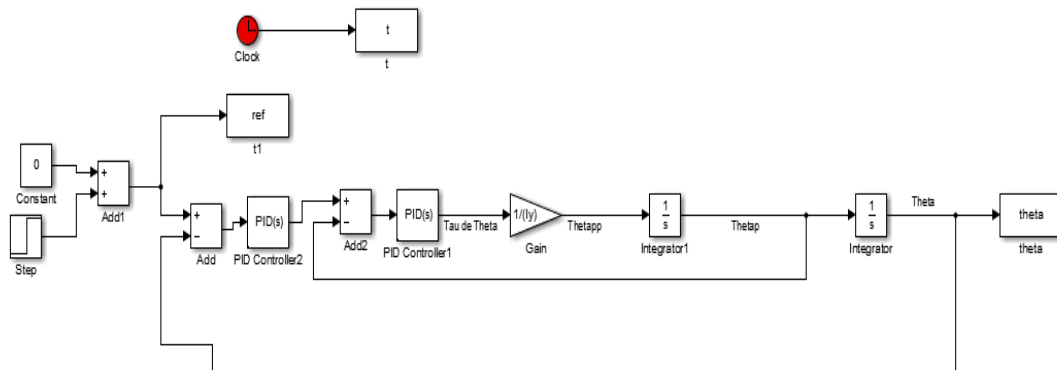 t
Clock
t
ref
t1
0
+
+
Constant
Add1
Step
+
−
Add
PID(s)
PID Controller2
+
−
Add2
PID(s)
PID Controller1
Tau de Theta
1/(Iy)
Gain
Thetapp
1
s
Integrator1
Thetap
1
s
Integrator
Theta
theta
theta